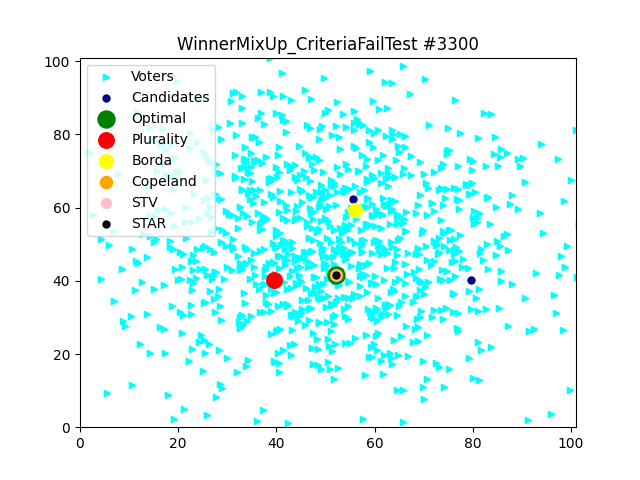 WinnerMixUp_CriteriaFailTest #3300
100
80
60
40
20
0
Voters
Candidates
Optimal
Plurality
Borda
Copeland
STV
STAR
0 20 40 60 80 100